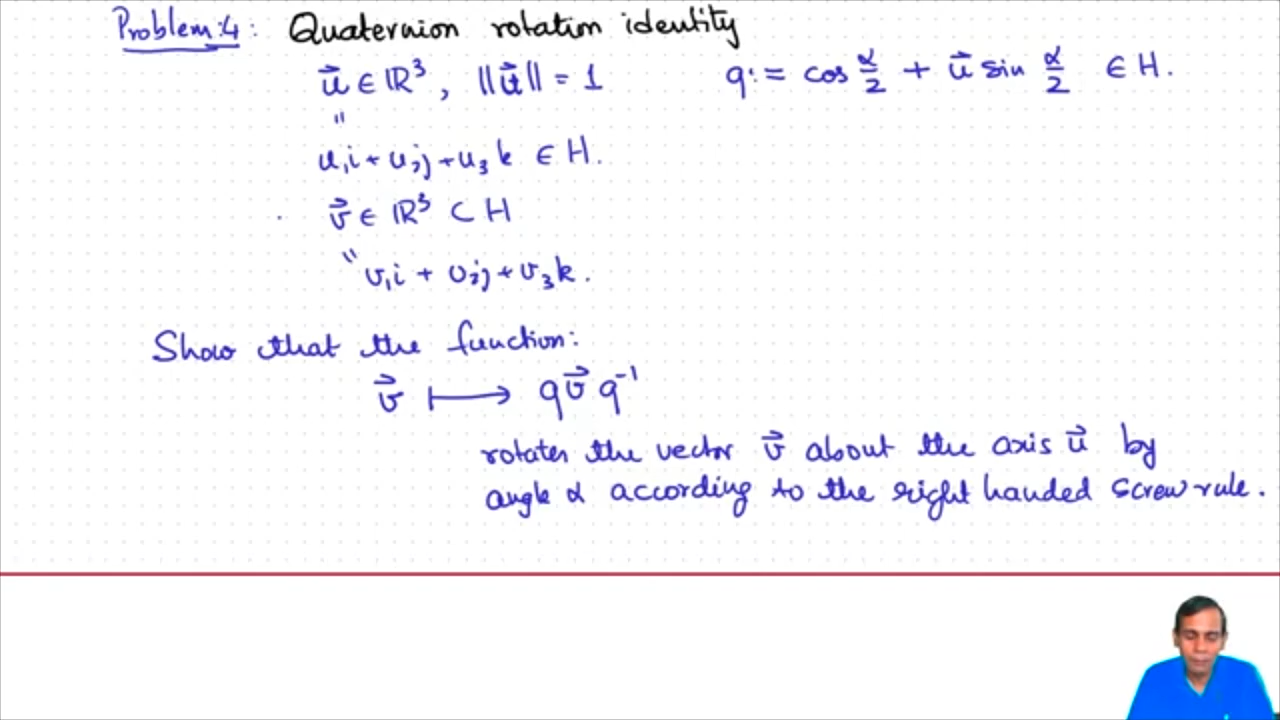 Problem:4: Quaternion rotation identity
u⃗ ∈ ℝ³, ||u⃗|| = 1 q := cos α/2 + u⃗ sin α/2 ∈ H.
"
u₁i + u₂j + u₃k ∈ H.
v⃗ ∈ ℝ³ ⊂ H
" v₁i + v₂j + v₃k.
Show that the function:
v⃗ ⟼ q v⃗ q⁻¹
rotates the vector v⃗ about the axis u⃗ by
angle α according to the right handed screw rule.